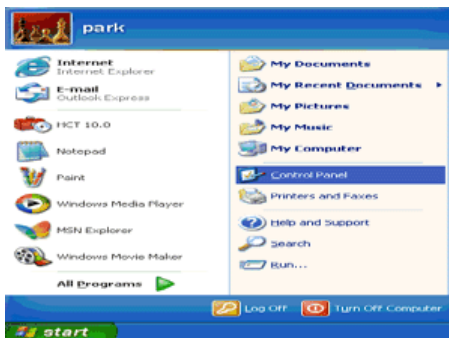 park
Internet
Internet Explorer
E-mail
Outlook Express
HCT 10.0
Notepad
Paint
Windows Media Player
MSN Explorer
Windows Movie Maker
All Programs
My Documents
My Recent Documents
My Pictures
My Music
My Computer
Control Panel
Printers and Faxes
Help and Support
Search
Run...
Log Off
Turn Off Computer
start